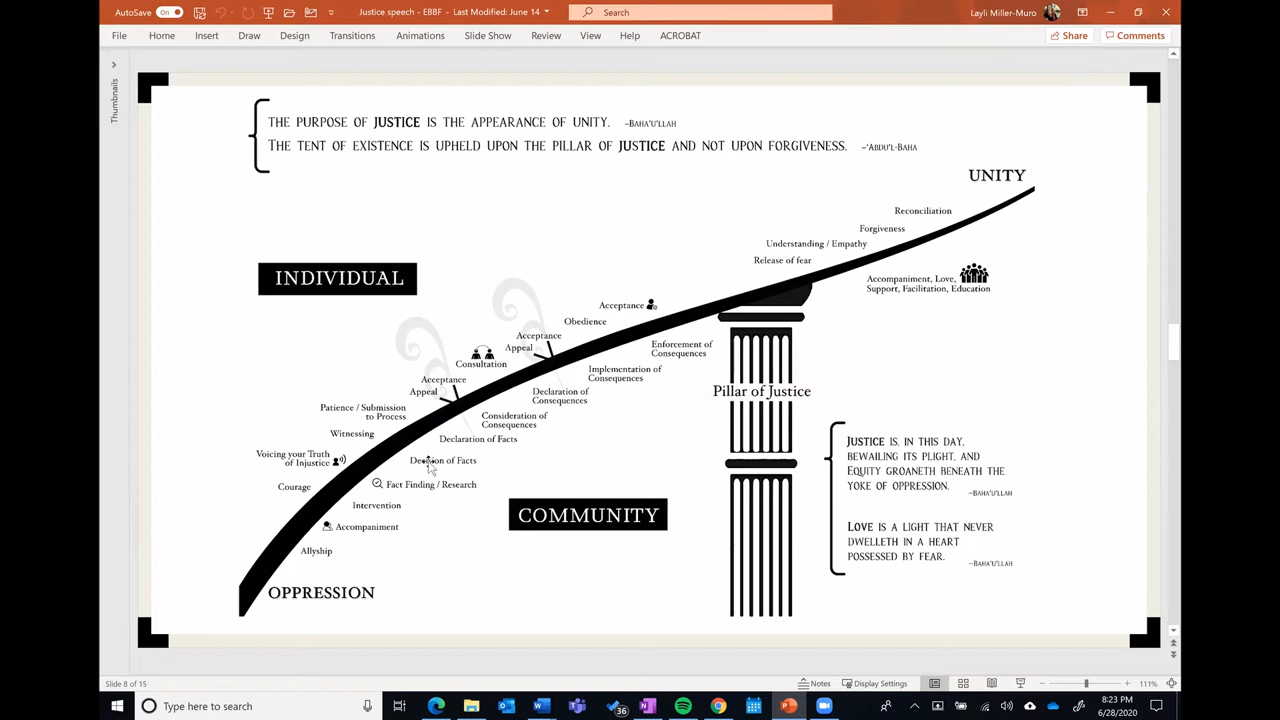 AutoSave
On
Justice speech - EBBF - Last Modified: June 14
Search
Layli Miller-Muro
File Home Insert Draw Design Transitions Animations Slide Show Review View Help ACROBAT
Share Comments
Thumbnails
THE PURPOSE OF JUSTICE IS THE APPEARANCE OF UNITY. –BAHA'U'LLAH
THE TENT OF EXISTENCE IS UPHELD UPON THE PILLAR OF JUSTICE AND NOT UPON FORGIVENESS. –'ABDU'L-BAHA
UNITY
Reconciliation
Forgiveness
Understanding / Empathy
Release of fear
Accompaniment, Love,
Support, Facilitation, Education
INDIVIDUAL
Acceptance
Obedience
Acceptance
Appeal
Consultation
Acceptance
Appeal
Patience / Submission
to Process
Witnessing
Voicing your Truth
of Injustice
Courage
Enforcement of
Consequences
Implementation of
Consequences
Declaration of
Consequences
Consideration of
Consequences
Declaration of Facts
of Facts
Fact Finding / Research
Intervention
Accompaniment
Allyship
OPPRESSION
COMMUNITY
Pillar of Justice
JUSTICE IS, IN THIS DAY,
BEWAILING ITS PLIGHT, AND
EQUITY GROANETH BENEATH THE
YOKE OF OPPRESSION.
–BAHA'U'LLAH
LOVE IS A LIGHT THAT NEVER
DWELLETH IN A HEART
POSSESSED BY FEAR.
–BAHA'U'LLAH
Slide 8 of 15
Notes
Display Settings
111%
Type here to search
36
8:23 PM
6/28/2020